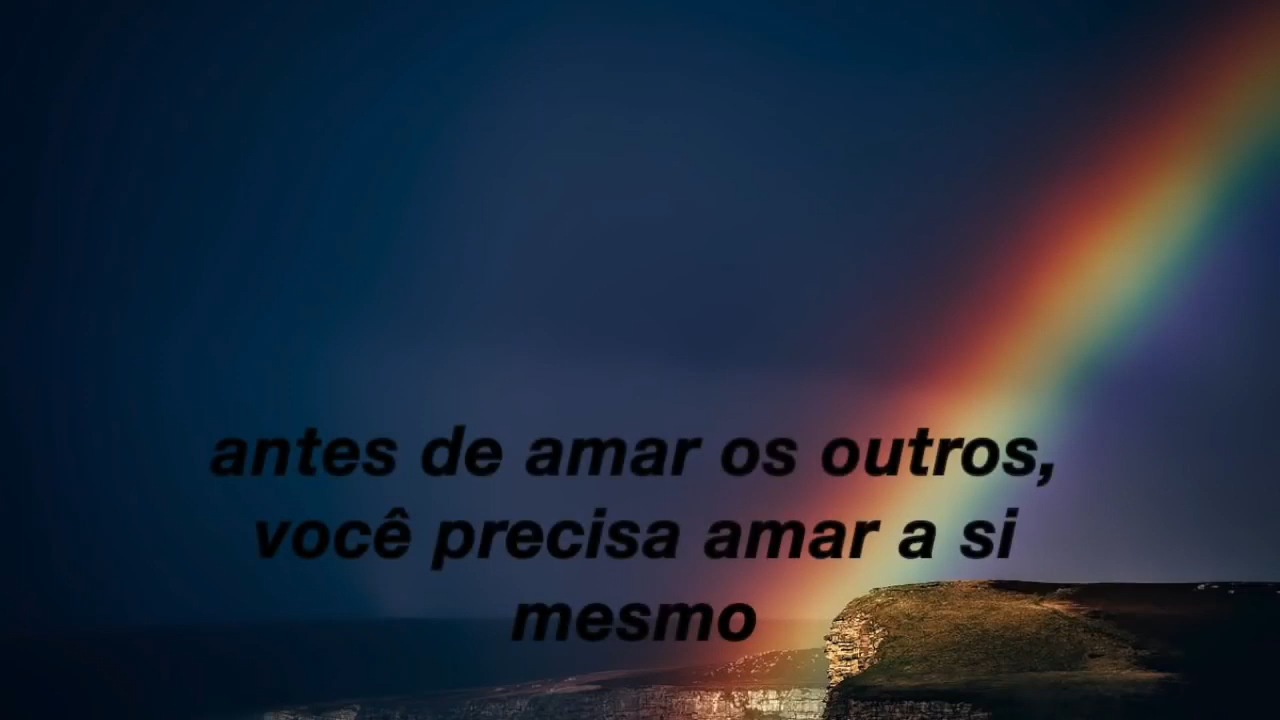 antes de amar os outros,
você precisa amar a si
mesmo